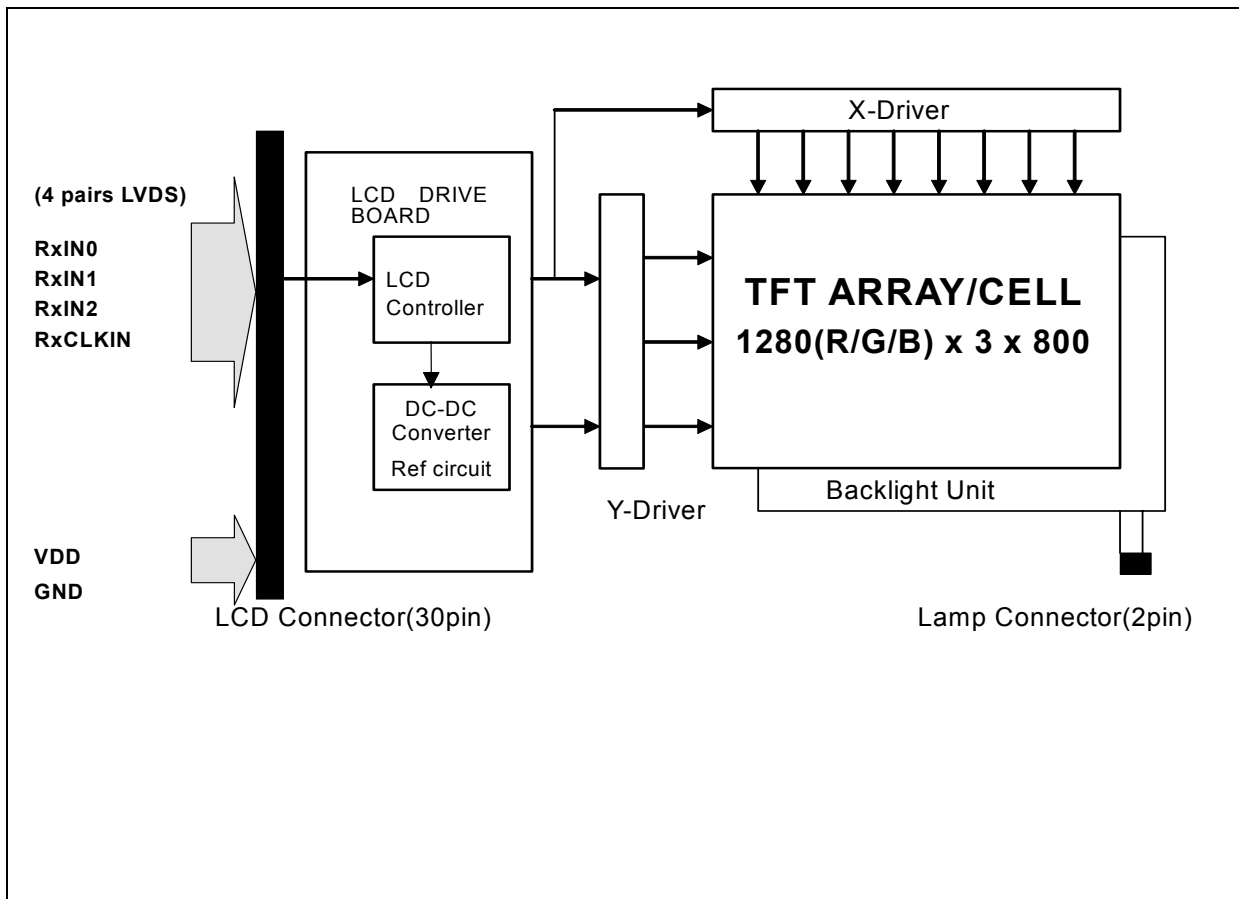 X-Driver
(4 pairs LVDS)
RxIN0
RxIN1
RxIN2
RxCLKIN
LCD DRIVE
BOARD
LCD
Controller
DC-DC
Converter
Ref circuit
TFT ARRAY/CELL
1280(R/G/B) x 3 x 800
Backlight Unit
Y-Driver
VDD
GND
LCD Connector(30pin)
Lamp Connector(2pin)